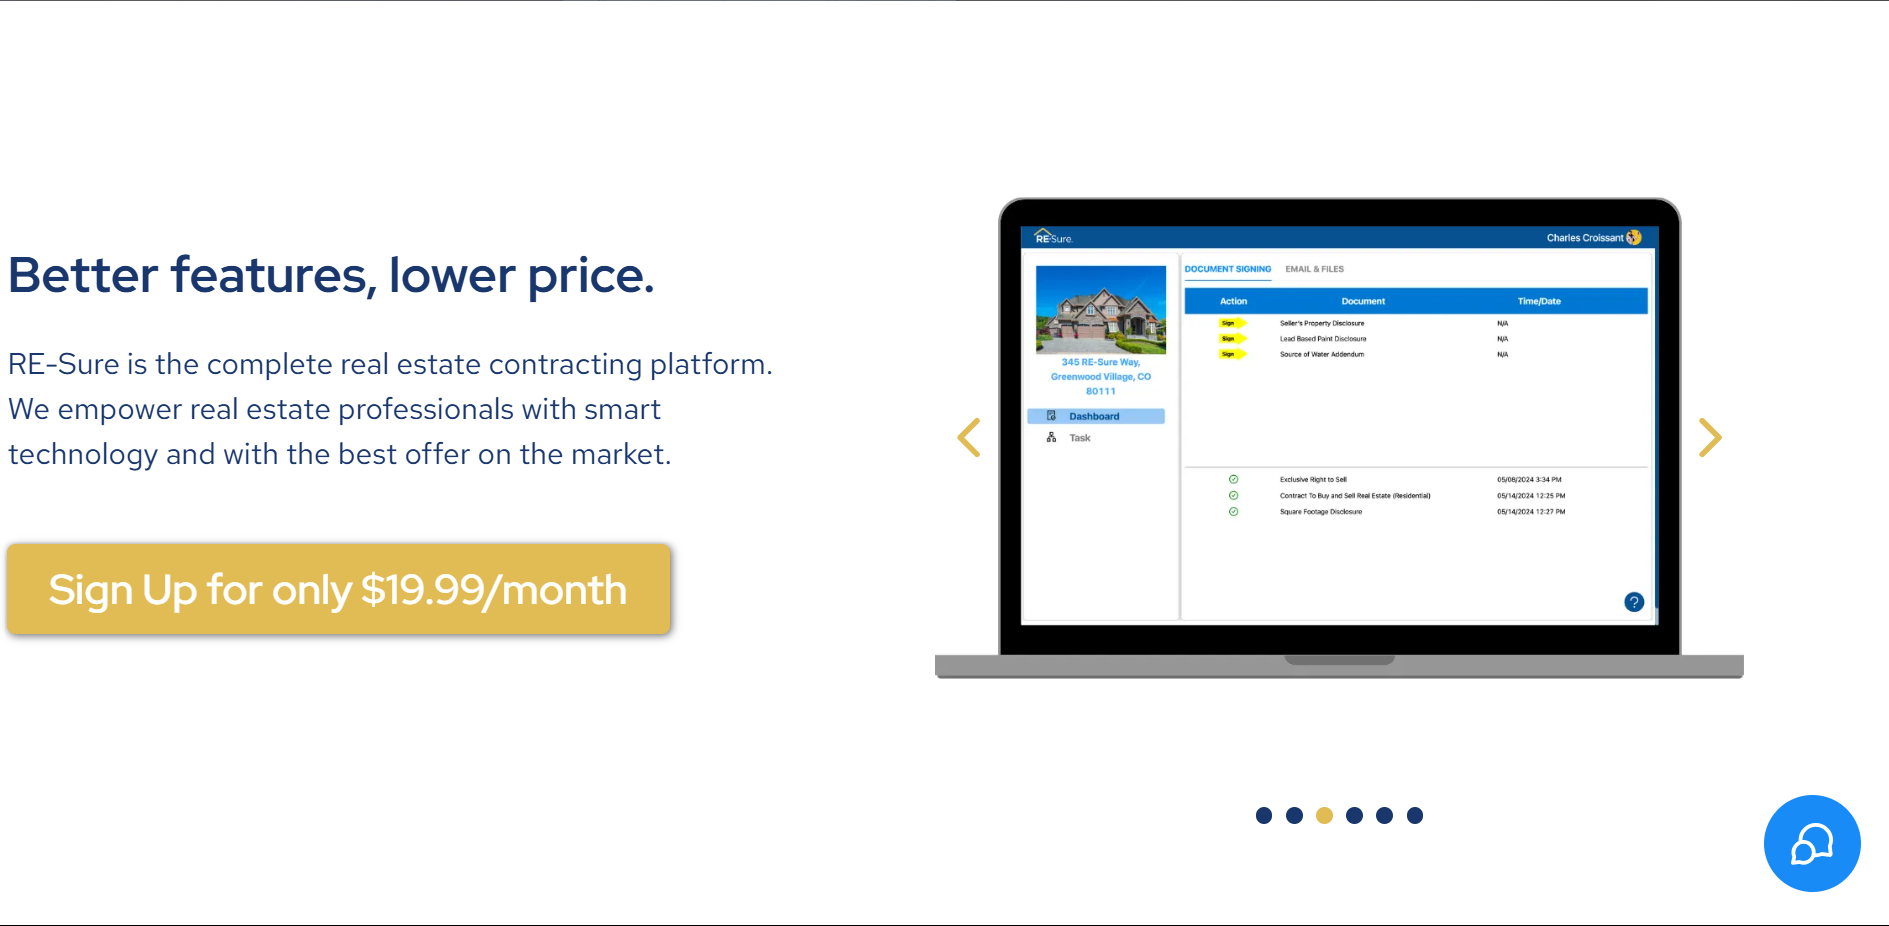 Better features, lower price.
RE-Sure is the complete real estate contracting platform.
We empower real estate professionals with smart
technology and with the best offer on the market.
Sign Up for only $19.99/month
RE-Sure.
Charles Croissant
345 RE-Sure Way,
Greenwood Village, CO
80111
Dashboard
Task
DOCUMENT SIGNING EMAIL & FILES
Action Document Time/Date
Sign Seller's Property Disclosure N/A
Sign Lead Based Paint Disclosure N/A
Sign Source of Water Addendum N/A
Exclusive Right to Sell 05/08/2024 3:34 PM
Contract To Buy and Sell Real Estate (Residential) 05/14/2024 12:25 PM
Square Footage Disclosure 05/14/2024 12:27 PM
?